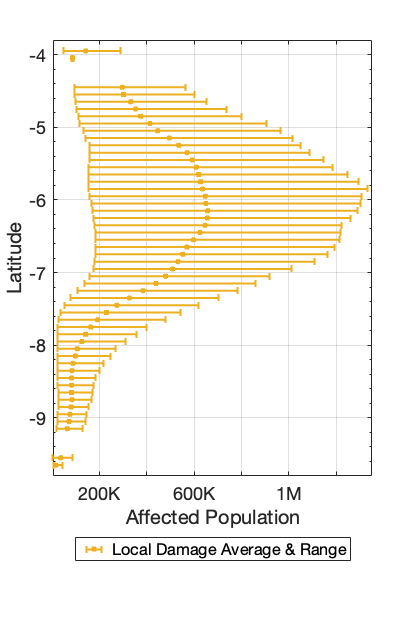 -4
-5
-6
-7
-8
-9
Latitude
200K 600K 1M
Affected Population
Local Damage Average & Range